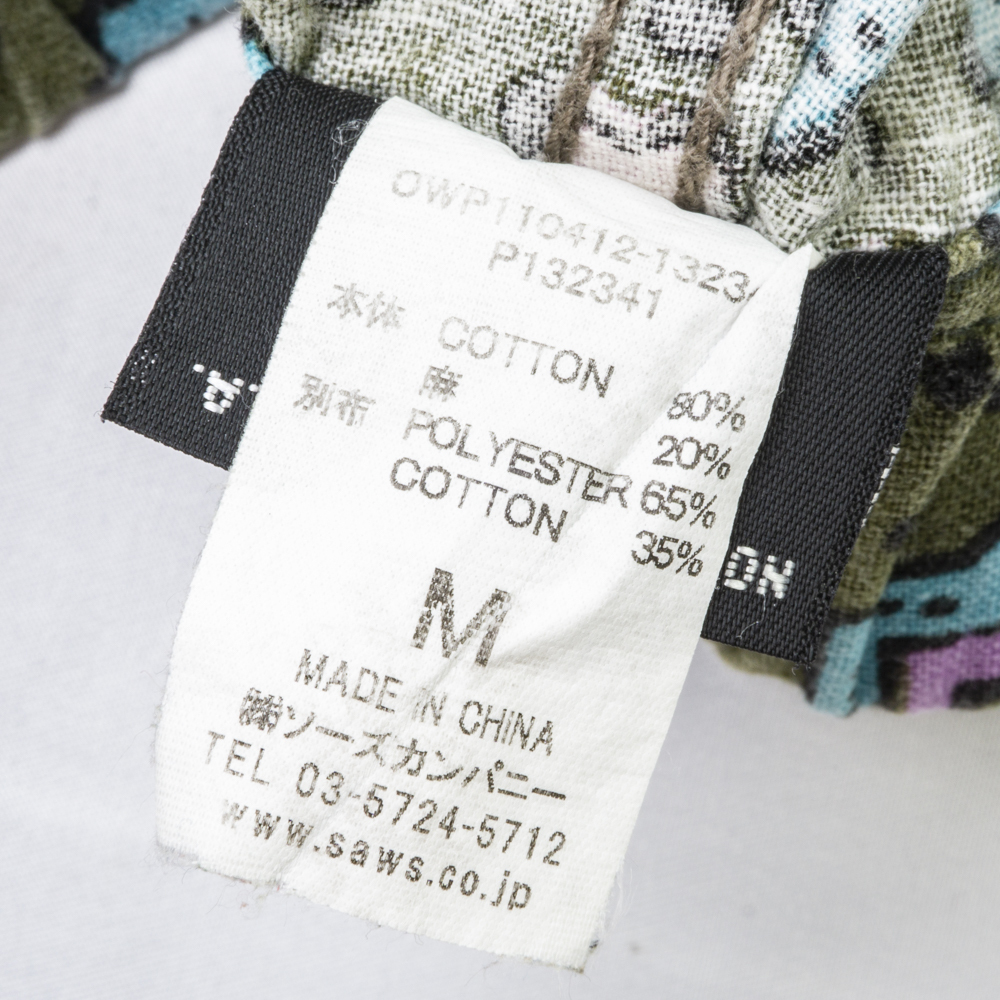 OWP110412-1323
P132341
本体 COTTON 80%
麻 20%
別布 POLYESTER 65%
COTTON 35%
M
MADE IN CHINA
㈱ソーズカンパニー
TEL 03-5724-5712
www.saws.co.jp